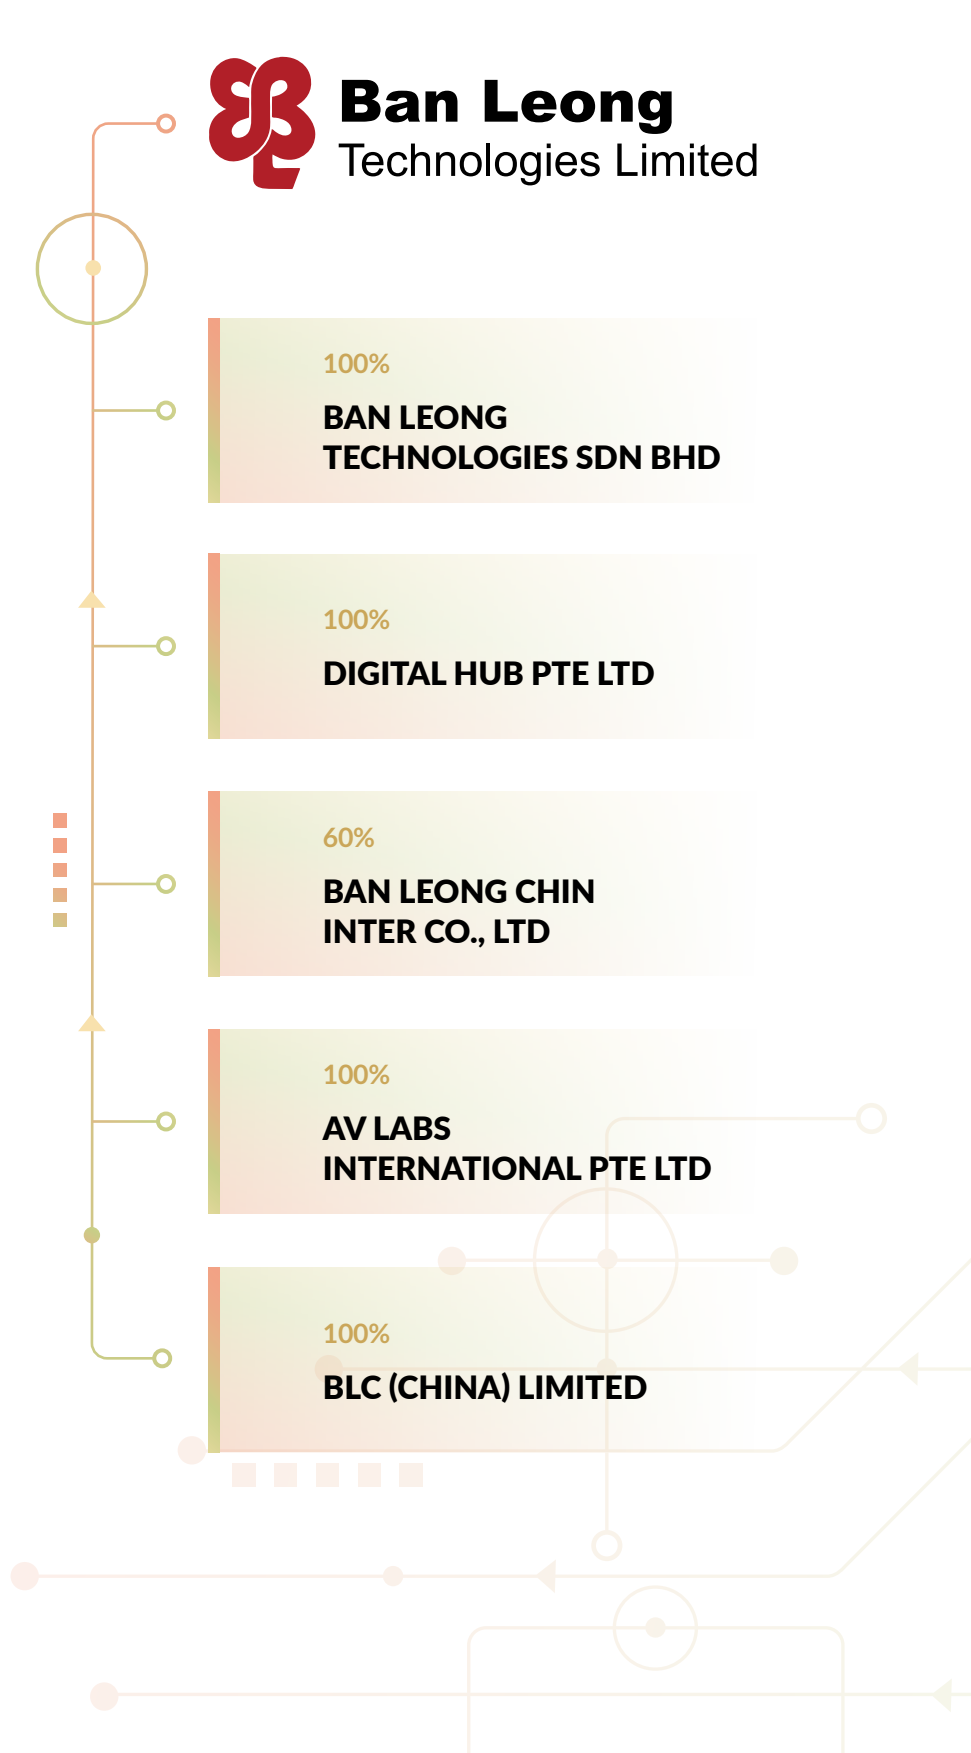 Ban Leong
Technologies Limited
100%
BAN LEONG
TECHNOLOGIES SDN BHD
100%
DIGITAL HUB PTE LTD
60%
BAN LEONG CHIN
INTER CO., LTD
100%
AV LABS
INTERNATIONAL PTE LTD
100%
BLC (CHINA) LIMITED